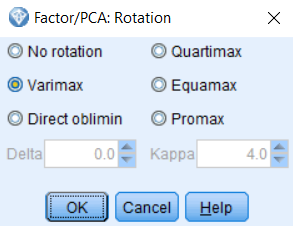 Factor/PCA: Rotation
No rotation Quartimax
Varimax Equamax
Direct oblimin Promax
Delta 0.0 Kappa 4.0
OK Cancel Help